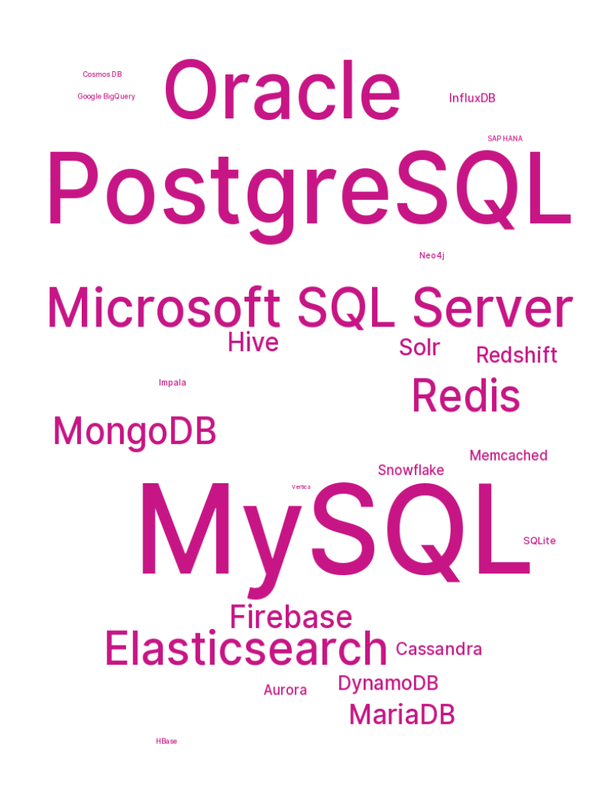 Cosmos DB
Oracle
Google BigQuery
InfluxDB
SAP HANA
PostgreSQL
Neo4j
Microsoft SQL Server
Hive
Solr
Redshift
Impala
Redis
MongoDB
Memcached
Snowflake
Vertica
MySQL
SQLite
Firebase
Elasticsearch
Cassandra
DynamoDB
Aurora
MariaDB
HBase